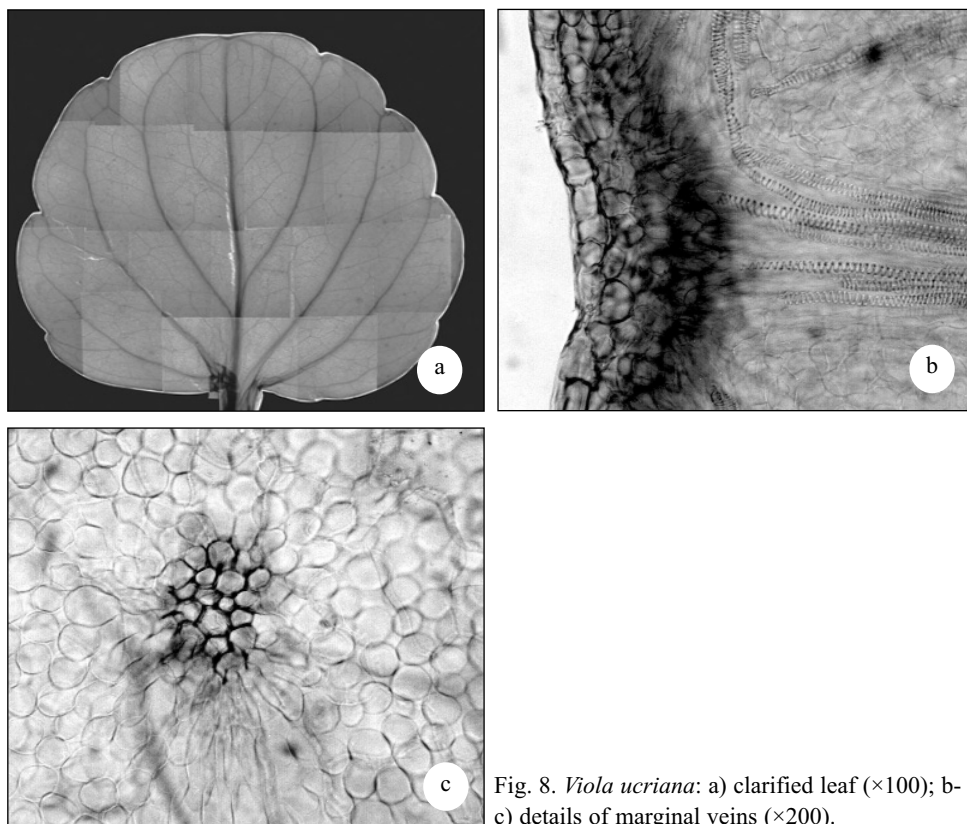 a
b
c
Fig. 8. Viola ucriana: a) clarified leaf (×100); b-
c) details of marginal veins (×200).